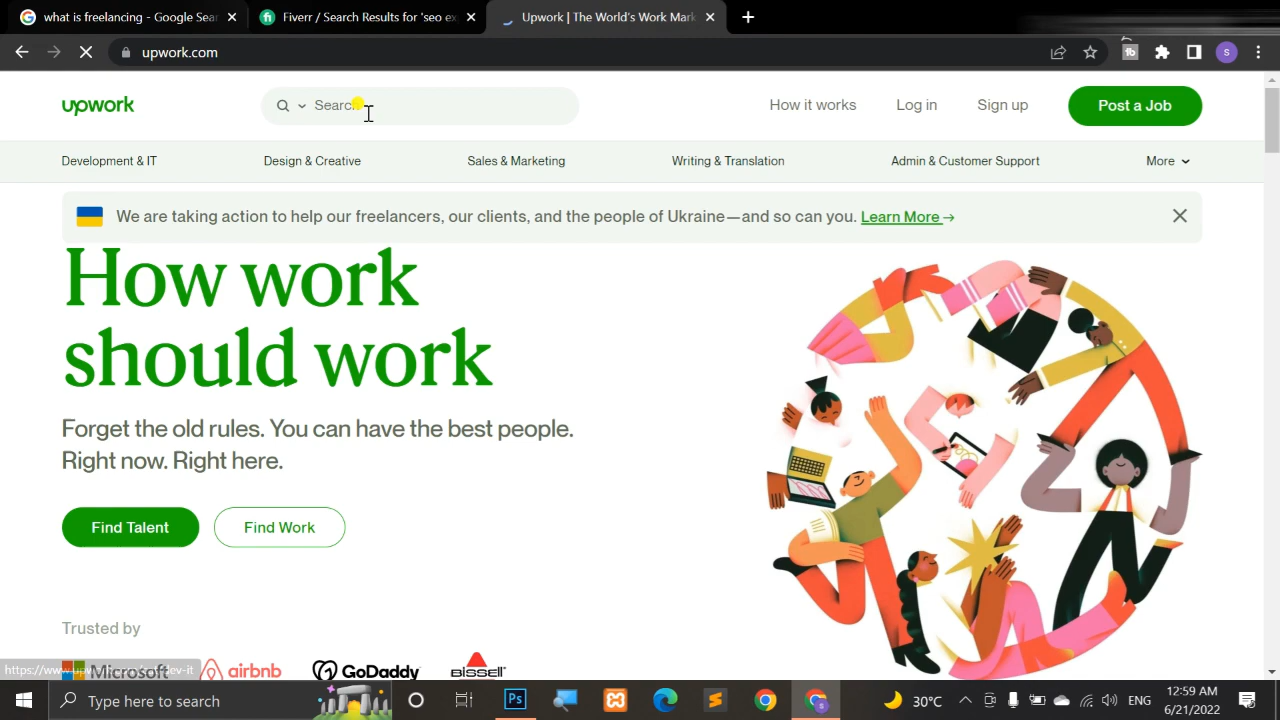 what is freelancing - Google Sear
Fiverr / Search Results for 'seo ex
Upwork | The World's Work Mark
upwork.com
S
upwork
Search
How it works
Log in
Sign up
Post a Job
Development & IT
Design & Creative
Sales & Marketing
Writing & Translation
Admin & Customer Support
More
We are taking action to help our freelancers, our clients, and the people of Ukraine—and so can you. Learn More →
How work
should work
Forget the old rules. You can have the best people.
Right now. Right here.
Find Talent
Find Work
Trusted by
Microsoft
airbnb
GoDaddy
BISSELL
Type here to search
Ps
30°C
ENG
12:59 AM
6/21/2022